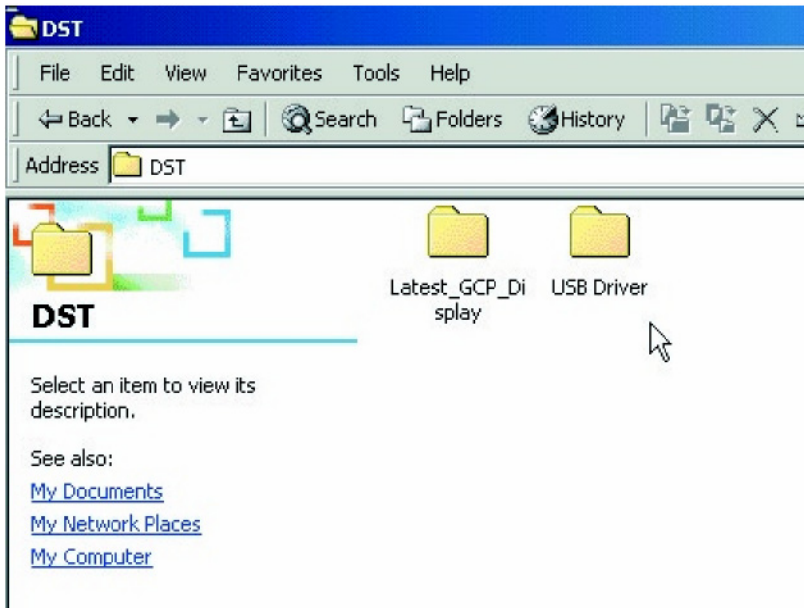 DST
File Edit View Favorites Tools Help
Back Search Folders History
Address DST
Latest_GCP_Di
splay
USB Driver
DST
Select an item to view its
description.
See also:
My Documents
My Network Places
My Computer